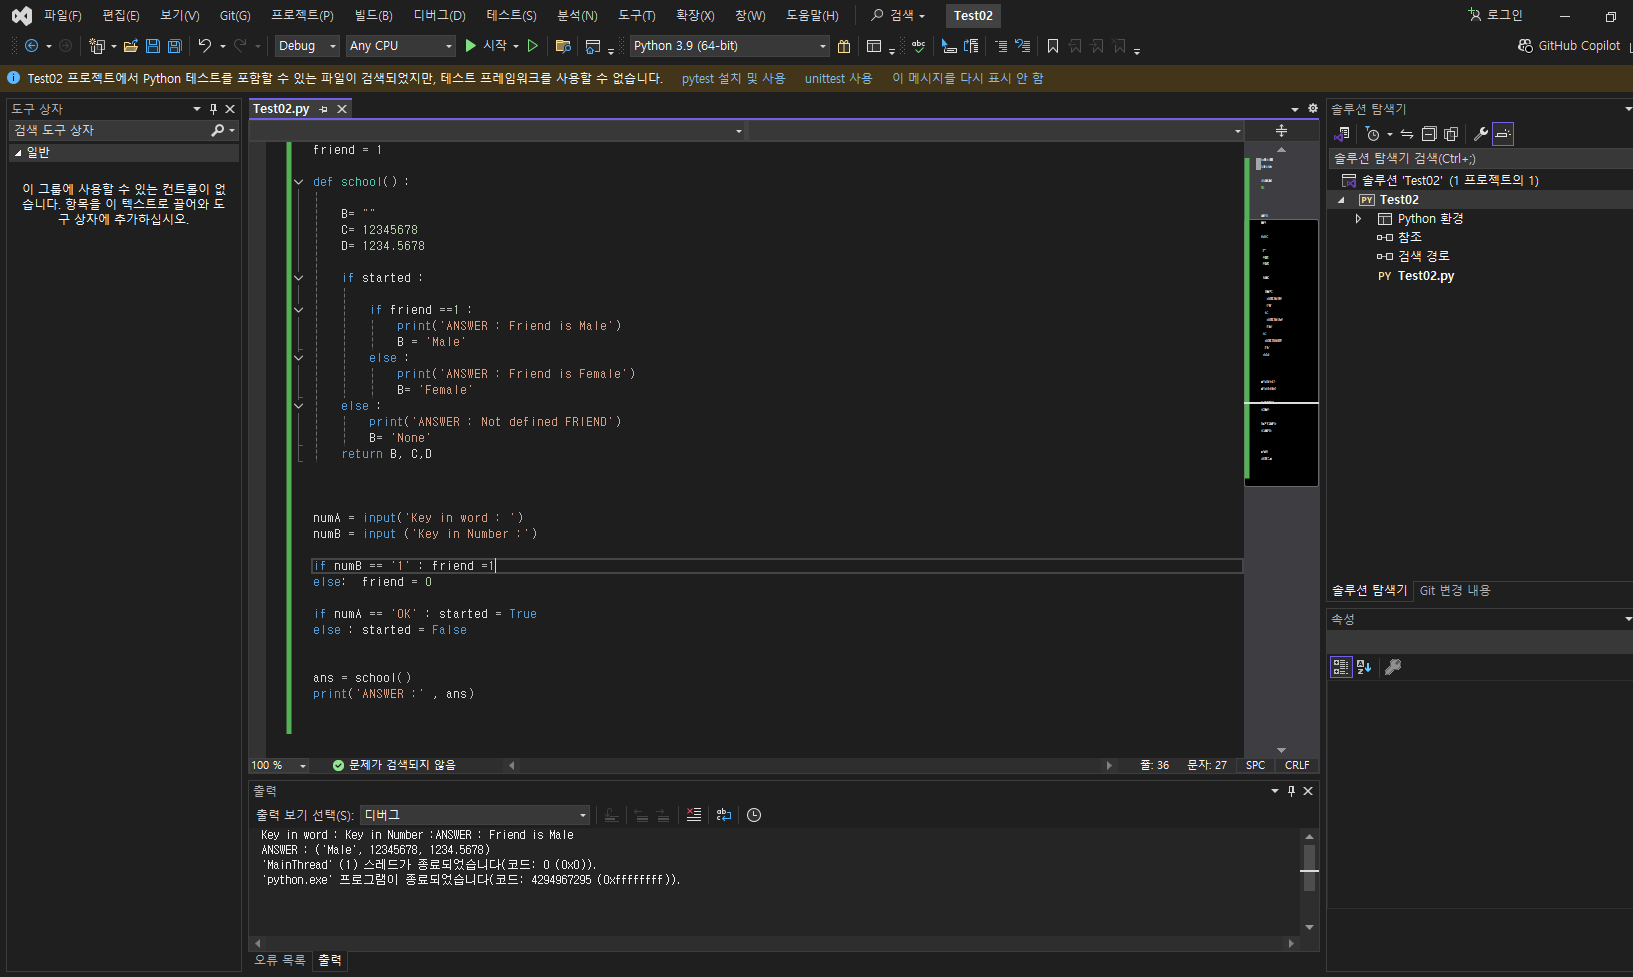 파일(F) 편집(E) 보기(V) Git(G) 프로젝트(P) 빌드(B) 디버그(D) 테스트(S) 분석(N) 도구(T) 확장(X) 창(W) 도움말(H) 검색 Test02 로그인
Debug Any CPU 시작 Python 3.9 (64-bit) GitHub Copilot
Test02 프로젝트에서 Python 테스트를 포함할 수 있는 파일이 검색되었지만, 테스트 프레임워크를 사용할 수 없습니다. pytest 설치 및 사용 unittest 사용 이 메시지를 다시 표시 안 함
도구 상자
검색 도구 상자
일반
이 그룹에 사용할 수 있는 컨트롤이 없
습니다. 항목을 이 텍스트로 끌어와 도
구 상자에 추가하십시오.
Test02.py
friend = 1
def school() :
B= ""
C= 12345678
D= 1234.5678
if started :
if friend ==1 :
print('ANSWER : Friend is Male')
B = 'Male'
else :
print('ANSWER : Friend is Female')
B= 'Female'
else :
print('ANSWER : Not defined FRIEND')
B= 'None'
return B, C,D
numA = input('Key in word : ')
numB = input ('Key in Number :')
if numB == '1' : friend =1
else:  friend = 0
if numA == 'OK' : started = True
else : started = False
ans = school()
print('ANSWER :' , ans)
100 % 문제가 검색되지 않음 줄: 36 문자: 27 SPC CRLF
출력
출력 보기 선택(S): 디버그
Key in word : Key in Number :ANSWER : Friend is Male
ANSWER : ('Male', 12345678, 1234.5678)
'MainThread' (1) 스레드가 종료되었습니다(코드: 0 (0x0)).
'python.exe' 프로그램이 종료되었습니다(코드: 4294967295 (0xffffffff)).
오류 목록 출력
솔루션 탐색기
솔루션 탐색기 검색(Ctrl+;)
솔루션 'Test02' (1 프로젝트의 1)
PY Test02
Python 환경
참조
검색 경로
PY Test02.py
솔루션 탐색기 Git 변경 내용
속성